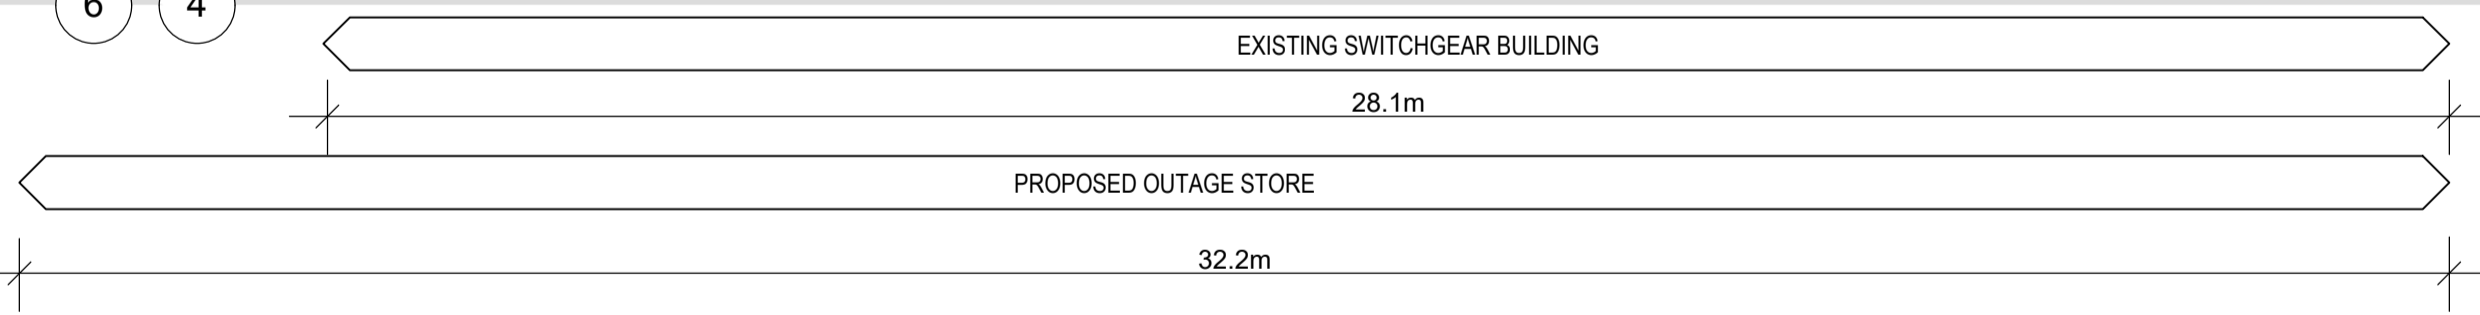 6 4
EXISTING SWITCHGEAR BUILDING
28.1m
PROPOSED OUTAGE STORE
32.2m